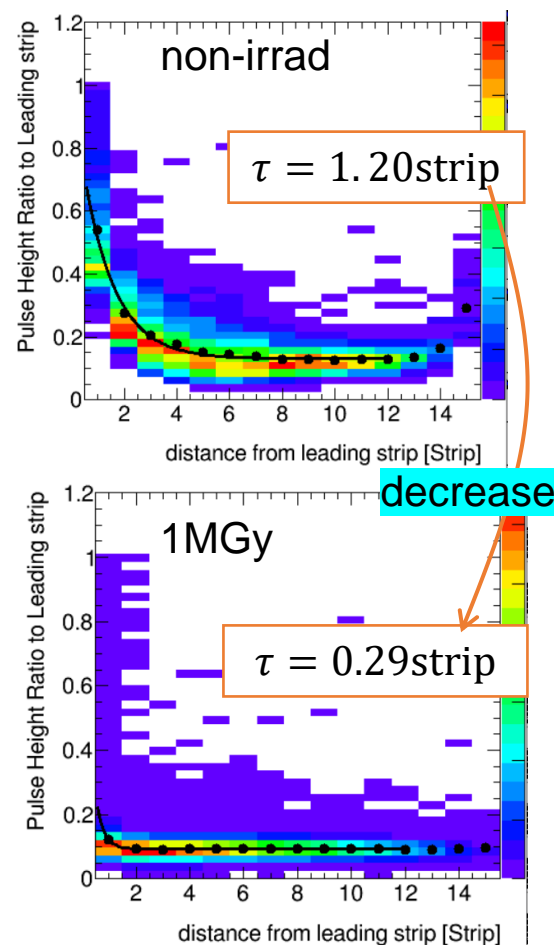 non-irrad
Pulse Height Ratio to Leading strip
1.2
1
0.8
0.6
0.4
0.2
0
τ = 1.20strip
2 4 6 8 10 12 14
distance from leading strip [Strip]
decrease
1MGy
Pulse Height Ratio to Leading strip
1.2
1
0.8
0.6
0.4
0.2
0
τ = 0.29strip
2 4 6 8 10 12 14
distance from leading strip [Strip]